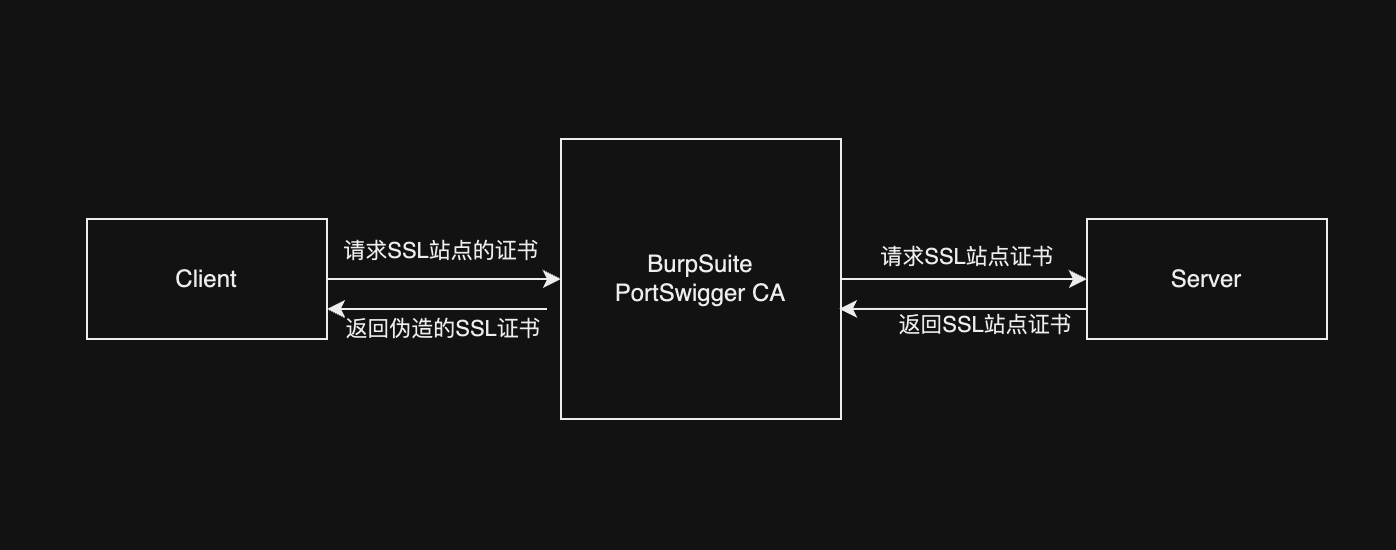 请求SSL站点的证书
请求SSL站点证书
Client
BurpSuite
PortSwigger CA
Server
返回伪造的SSL证书
返回SSL站点证书